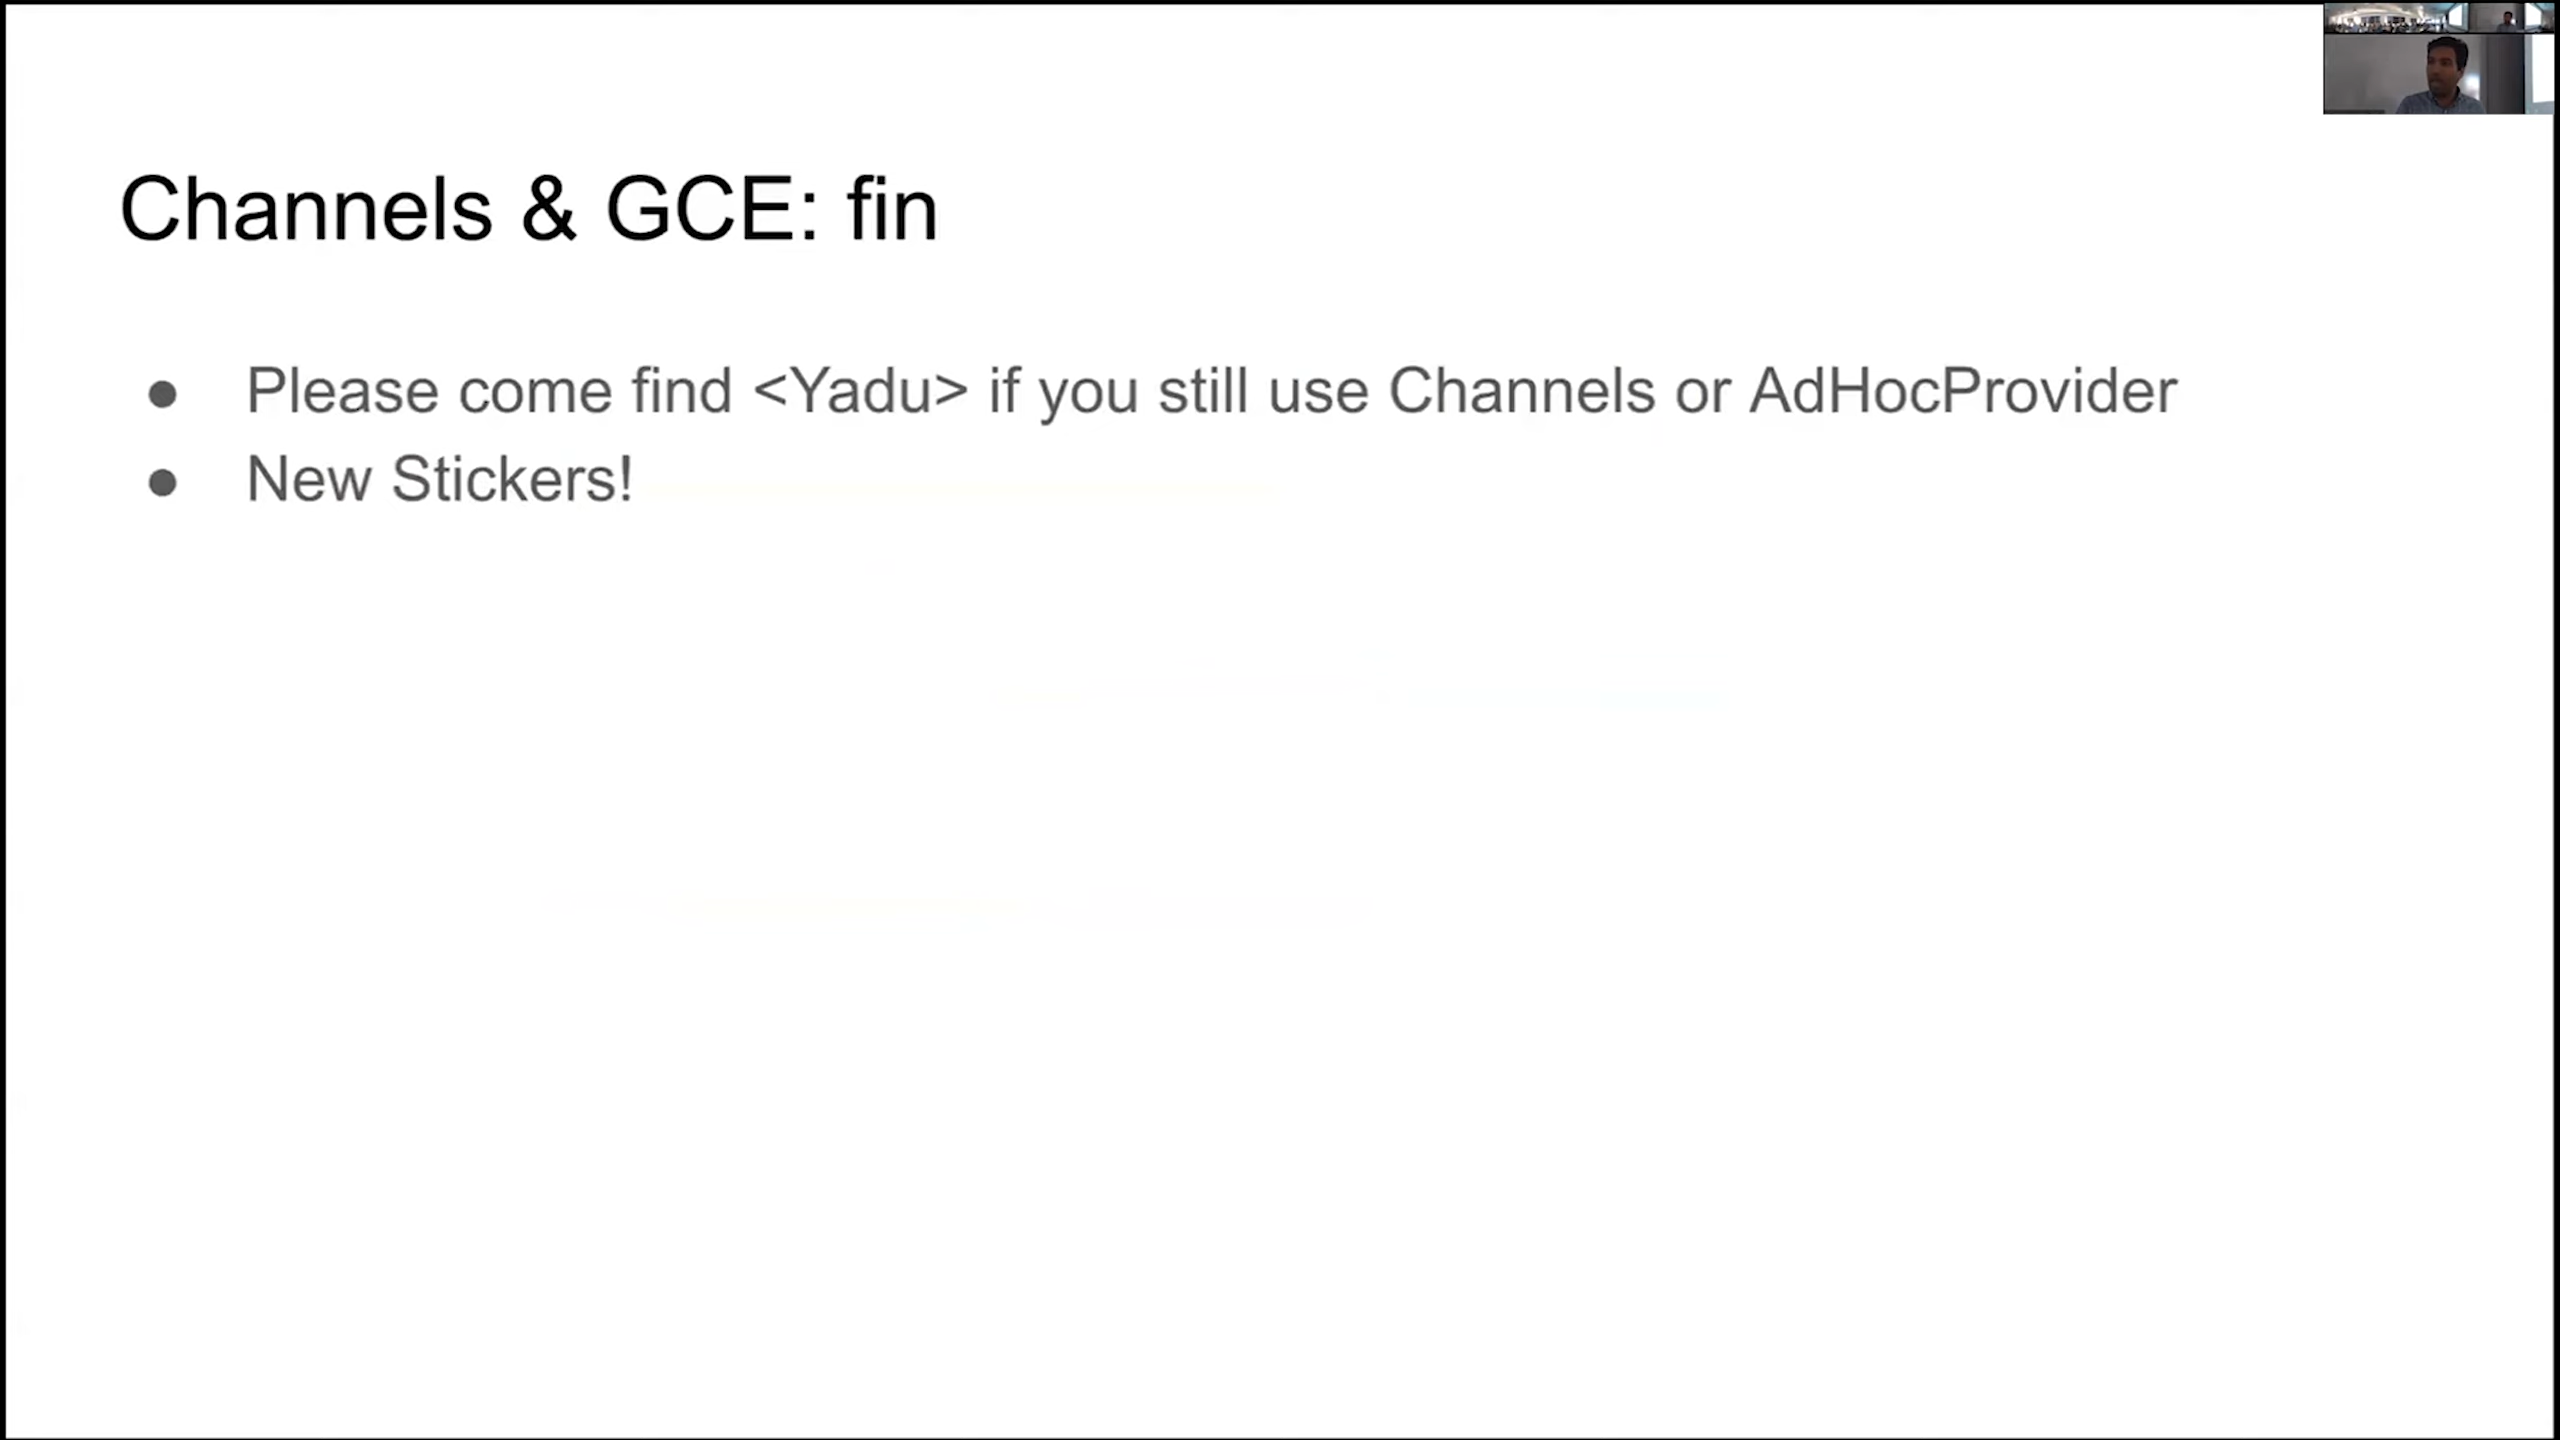 Channels & GCE: fin
● Please come find <Yadu> if you still use Channels or AdHocProvider
● New Stickers!